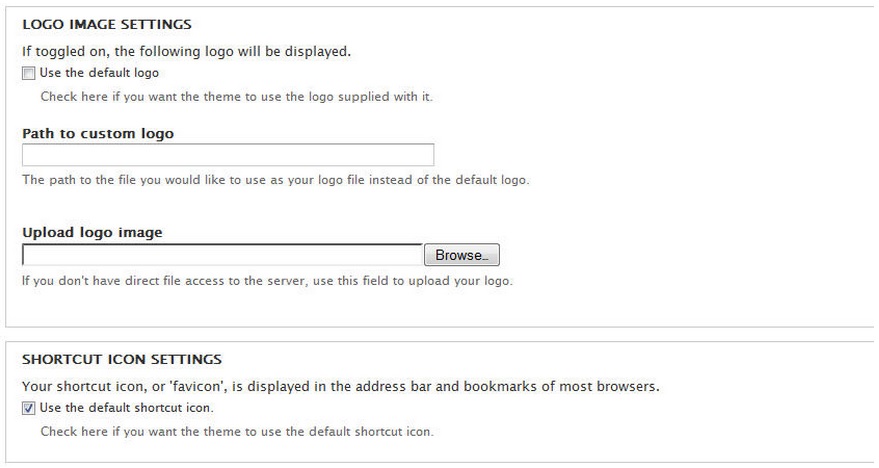 LOGO IMAGE SETTINGS
If toggled on, the following logo will be displayed.
Use the default logo
Check here if you want the theme to use the logo supplied with it.
Path to custom logo
The path to the file you would like to use as your logo file instead of the default logo.
Upload logo image
Browse..
If you don't have direct file access to the server, use this field to upload your logo.
SHORTCUT ICON SETTINGS
Your shortcut icon, or 'favicon', is displayed in the address bar and bookmarks of most browsers.
Use the default shortcut icon.
Check here if you want the theme to use the default shortcut icon.